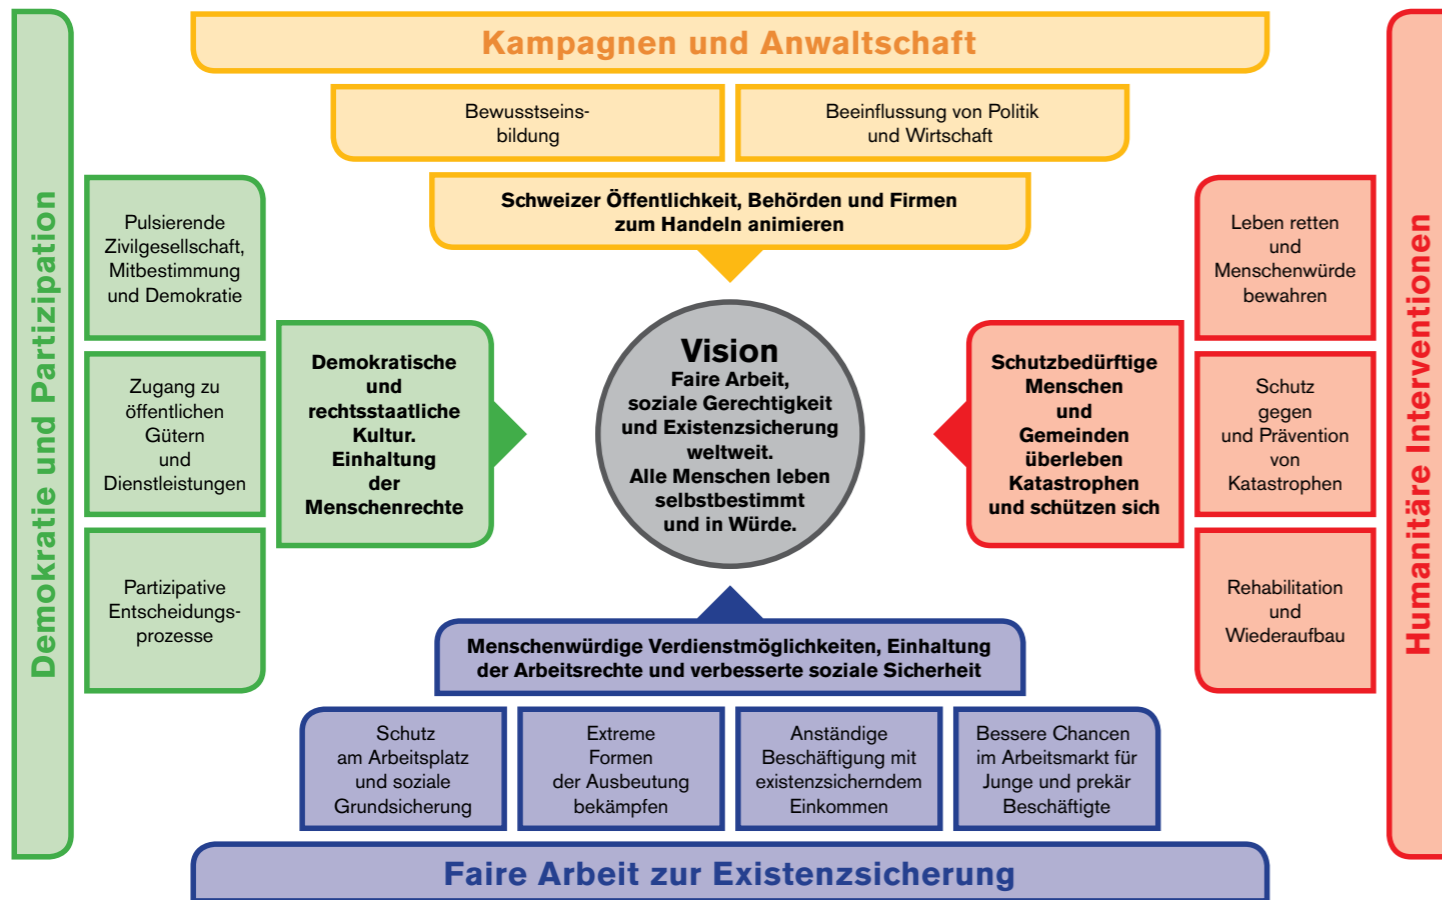 Kampagnen und Anwaltschaft
Bewusstseins-
bildung
Beeinflussung von Politik
und Wirtschaft
Schweizer Öffentlichkeit, Behörden und Firmen
zum Handeln animieren
Demokratie und Partizipation
Pulsierende
Zivilgesellschaft,
Mitbestimmung
und Demokratie
Zugang zu
öffentlichen
Gütern
und
Dienstleistungen
Partizipative
Entscheidungs-
prozesse
Demokratische
und
rechtsstaatliche
Kultur.
Einhaltung
der
Menschenrechte
Vision
Faire Arbeit,
soziale Gerechtigkeit
und Existenzsicherung
weltweit.
Alle Menschen leben
selbstbestimmt
und in Würde.
Schutzbedürftige
Menschen
und
Gemeinden
überleben
Katastrophen
und schützen sich
Leben retten
und
Menschenwürde
bewahren
Schutz
gegen
und Prävention
von
Katastrophen
Rehabilitation
und
Wiederaufbau
Humanitäre Interventionen
Menschenwürdige Verdienstmöglichkeiten, Einhaltung
der Arbeitsrechte und verbesserte soziale Sicherheit
Schutz
am Arbeitsplatz
und soziale
Grundsicherung
Extreme
Formen
der Ausbeutung
bekämpfen
Anständige
Beschäftigung mit
existenzsicherndem
Einkommen
Bessere Chancen
im Arbeitsmarkt für
Junge und prekär
Beschäftigte
Faire Arbeit zur Existenzsicherung